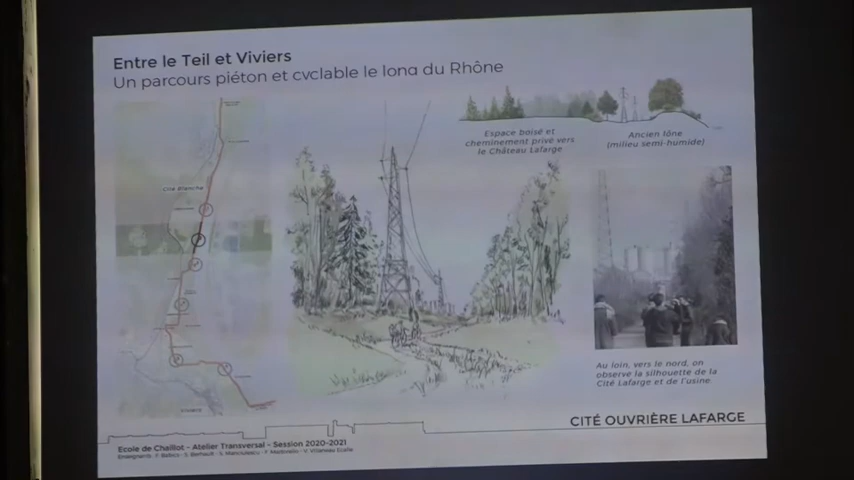 Entre le Teil et Viviers
Un parcours piéton et cyclable le long du Rhône
Espace boisé et
cheminement privé vers
le Château Lafarge
Ancien lône
(milieu semi-humide)
Cité Blanche
Au loin, vers le nord, on
observe la silhouette de la
Cité Lafarge et de l'usine.
CITÉ OUVRIÈRE LAFARGE
Ecole de Chaillot - Atelier Transversal - Session 2020-2021